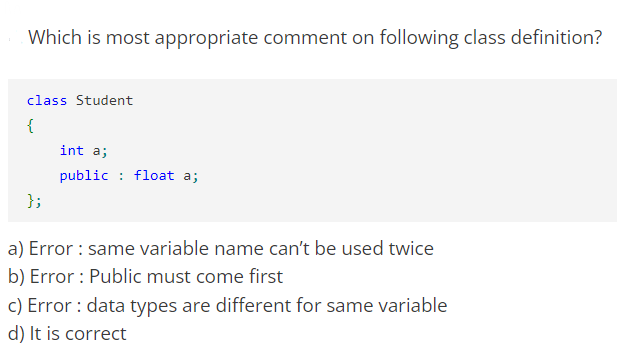 Which is most appropriate comment on following class definition?
class Student
{
int a;
public : float a;
};
a) Error : same variable name can’t be used twice
b) Error : Public must come first
c) Error : data types are different for same variable
d) It is correct